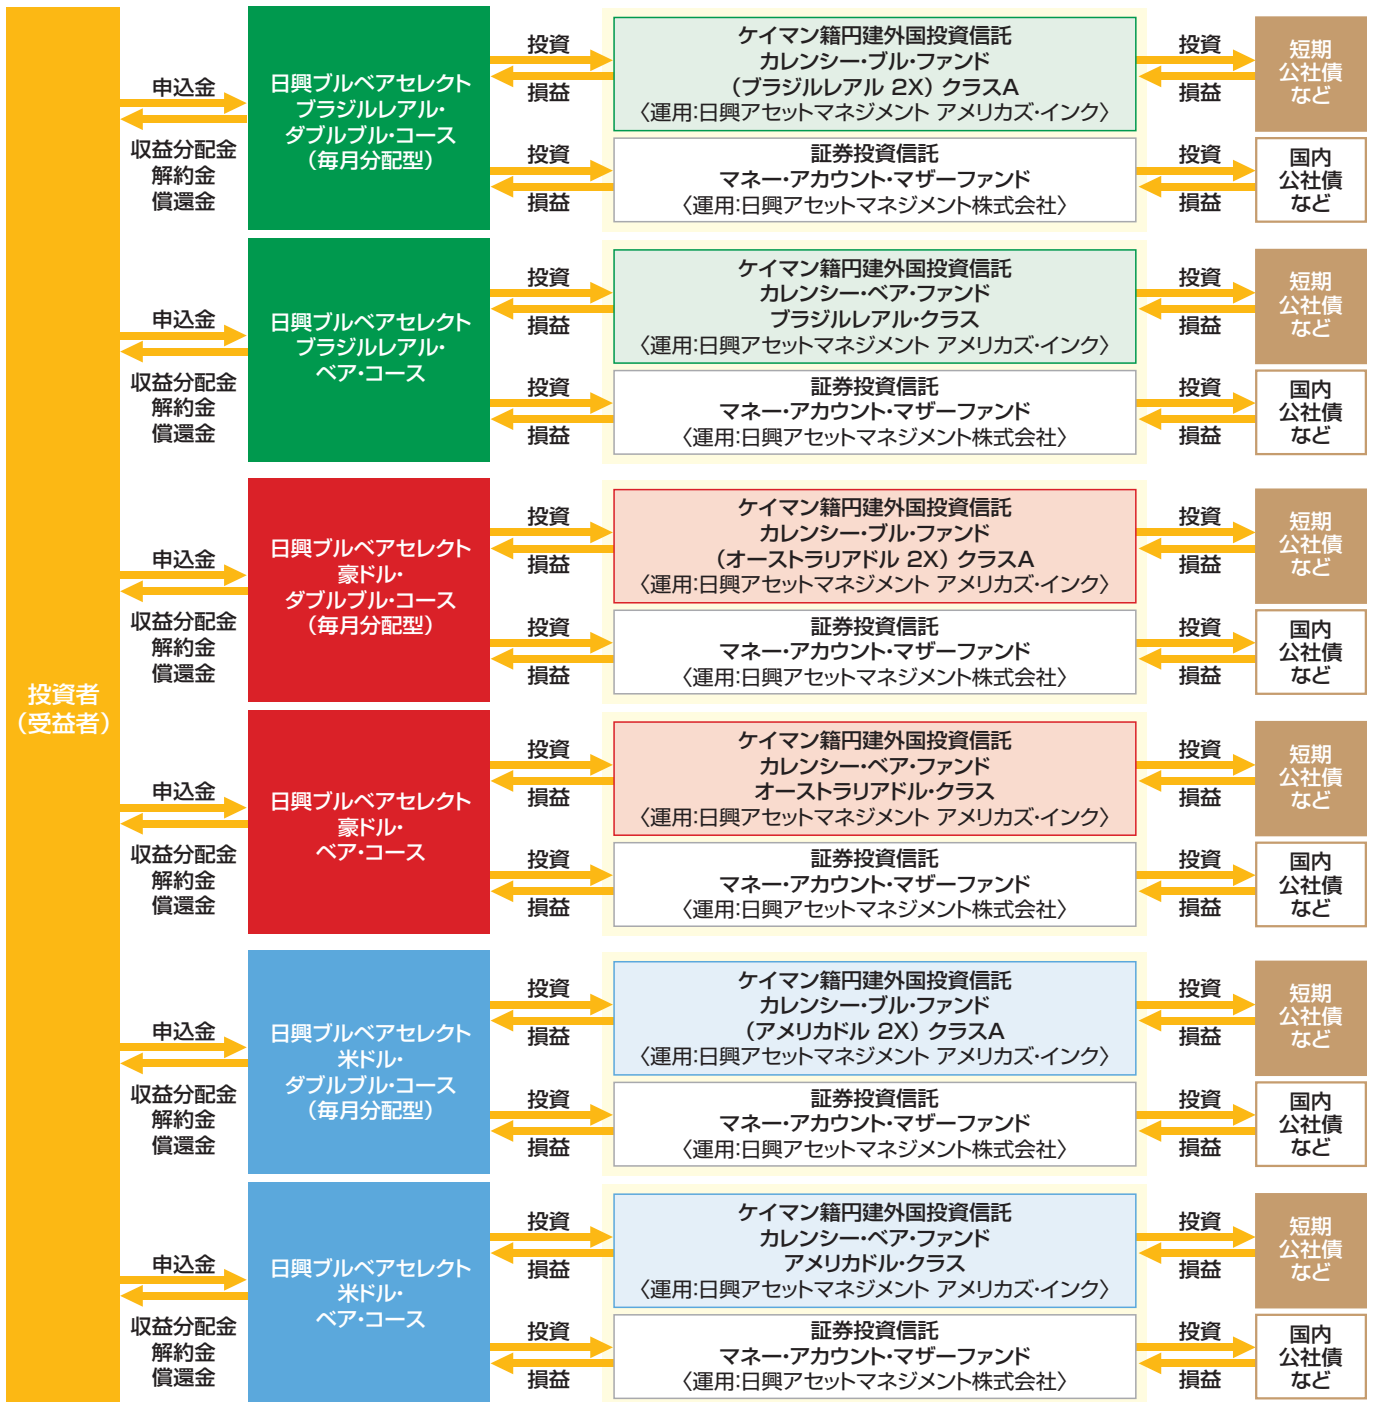 投資者
（受益者）
申込金
収益分配金
解約金
償還金
日興ブルベアセレクト
ブラジルレアル・
ダブルブル・コース
（毎月分配型）
投資
損益
ケイマン籍円建外国投資信託
カレンシー・ブル・ファンド
（ブラジルレアル 2X） クラスA
〈運用：日興アセットマネジメント アメリカズ・インク〉
投資
損益
短期
公社債
など
投資
損益
証券投資信託
マネー・アカウント・マザーファンド
〈運用：日興アセットマネジメント株式会社〉
投資
損益
国内
公社債
など
申込金
収益分配金
解約金
償還金
日興ブルベアセレクト
ブラジルレアル・
ベア・コース
投資
損益
ケイマン籍円建外国投資信託
カレンシー・ベア・ファンド
ブラジルレアル・クラス
〈運用：日興アセットマネジメント アメリカズ・インク〉
投資
損益
短期
公社債
など
投資
損益
証券投資信託
マネー・アカウント・マザーファンド
〈運用：日興アセットマネジメント株式会社〉
投資
損益
国内
公社債
など
申込金
収益分配金
解約金
償還金
日興ブルベアセレクト
豪ドル・
ダブルブル・コース
（毎月分配型）
投資
損益
ケイマン籍円建外国投資信託
カレンシー・ブル・ファンド
（オーストラリアドル 2X） クラスA
〈運用：日興アセットマネジメント アメリカズ・インク〉
投資
損益
短期
公社債
など
投資
損益
証券投資信託
マネー・アカウント・マザーファンド
〈運用：日興アセットマネジメント株式会社〉
投資
損益
国内
公社債
など
申込金
収益分配金
解約金
償還金
日興ブルベアセレクト
豪ドル・
ベア・コース
投資
損益
ケイマン籍円建外国投資信託
カレンシー・ベア・ファンド
オーストラリアドル・クラス
〈運用：日興アセットマネジメント アメリカズ・インク〉
投資
損益
短期
公社債
など
投資
損益
証券投資信託
マネー・アカウント・マザーファンド
〈運用：日興アセットマネジメント株式会社〉
投資
損益
国内
公社債
など
申込金
収益分配金
解約金
償還金
日興ブルベアセレクト
米ドル・
ダブルブル・コース
（毎月分配型）
投資
損益
ケイマン籍円建外国投資信託
カレンシー・ブル・ファンド
（アメリカドル 2X） クラスA
〈運用：日興アセットマネジメント アメリカズ・インク〉
投資
損益
短期
公社債
など
投資
損益
証券投資信託
マネー・アカウント・マザーファンド
〈運用：日興アセットマネジメント株式会社〉
投資
損益
国内
公社債
など
申込金
収益分配金
解約金
償還金
日興ブルベアセレクト
米ドル・
ベア・コース
投資
損益
ケイマン籍円建外国投資信託
カレンシー・ベア・ファンド
アメリカドル・クラス
〈運用：日興アセットマネジメント アメリカズ・インク〉
投資
損益
短期
公社債
など
投資
損益
証券投資信託
マネー・アカウント・マザーファンド
〈運用：日興アセットマネジメント株式会社〉
投資
損益
国内
公社債
など